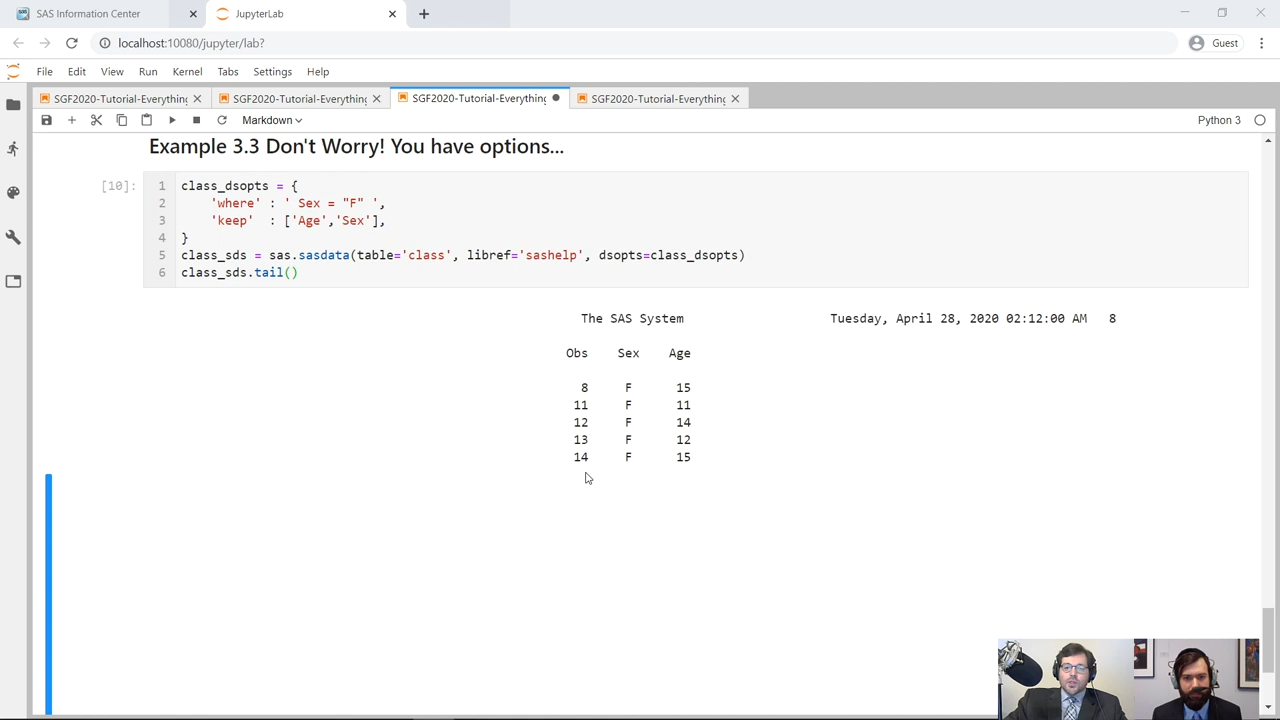 SAS Information Center
JupyterLab
localhost:10080/jupyter/lab?
Guest
File Edit View Run Kernel Tabs Settings Help
SGF2020-Tutorial-Everything
SGF2020-Tutorial-Everything
SGF2020-Tutorial-Everything
SGF2020-Tutorial-Everything
Markdown
Python 3
Example 3.3 Don't Worry! You have options...
[10]:
1 class_dsopts = {
2 'where' : ' Sex = "F" ',
3 'keep' : ['Age','Sex'],
4 }
5 class_sds = sas.sasdata(table='class', libref='sashelp', dsopts=class_dsopts)
6 class_sds.tail()
The SAS System Tuesday, April 28, 2020 02:12:00 AM 8
Obs Sex Age
8 F 15
11 F 11
12 F 14
13 F 12
14 F 15